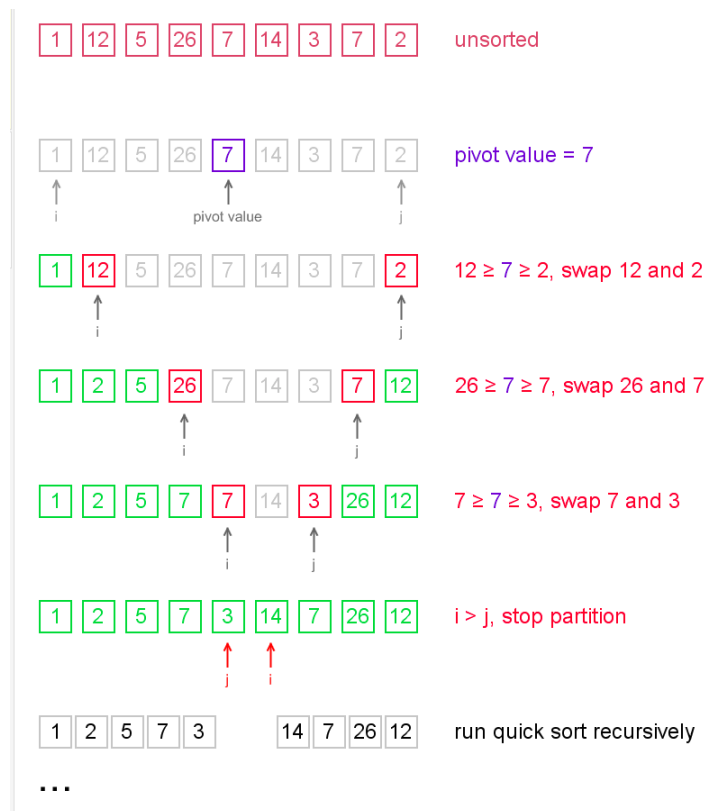 1 12 5 26 7 14 3 7 2 unsorted
1 12 5 26 7 14 3 7 2 pivot value = 7
i pivot value j
1 12 5 26 7 14 3 7 2 12 ≥ 7 ≥ 2, swap 12 and 2
i j
1 2 5 26 7 14 3 7 12 26 ≥ 7 ≥ 7, swap 26 and 7
i j
1 2 5 7 7 14 3 26 12 7 ≥ 7 ≥ 3, swap 7 and 3
i j
1 2 5 7 3 14 7 26 12 i > j, stop partition
j i
1 2 5 7 3 14 7 26 12 run quick sort recursively
...